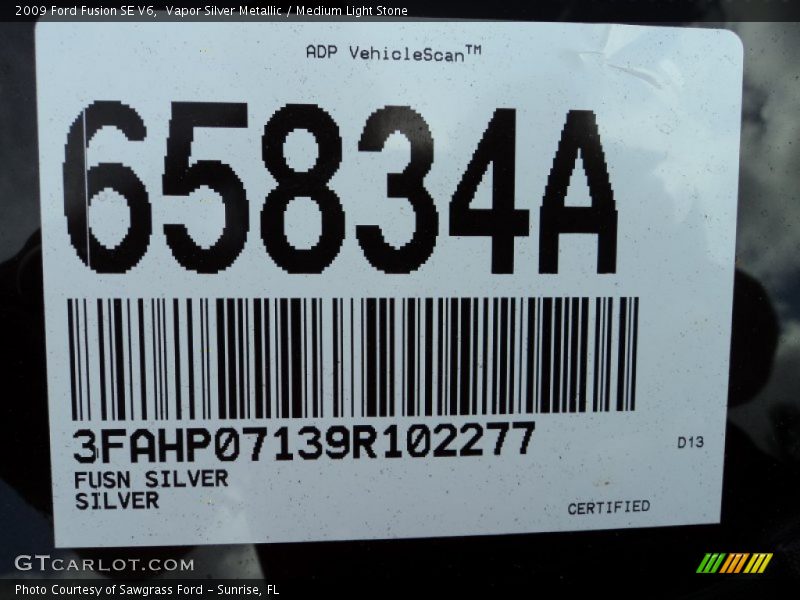 2009 Ford Fusion SE V6,  Vapor Silver Metallic / Medium Light Stone
ADP VehicleScan™
65834A
3FAHP07139R102277
D13
FUSN SILVER
SILVER
CERTIFIED
GTCARLOT.COM
Photo Courtesy of Sawgrass Ford - Sunrise, FL